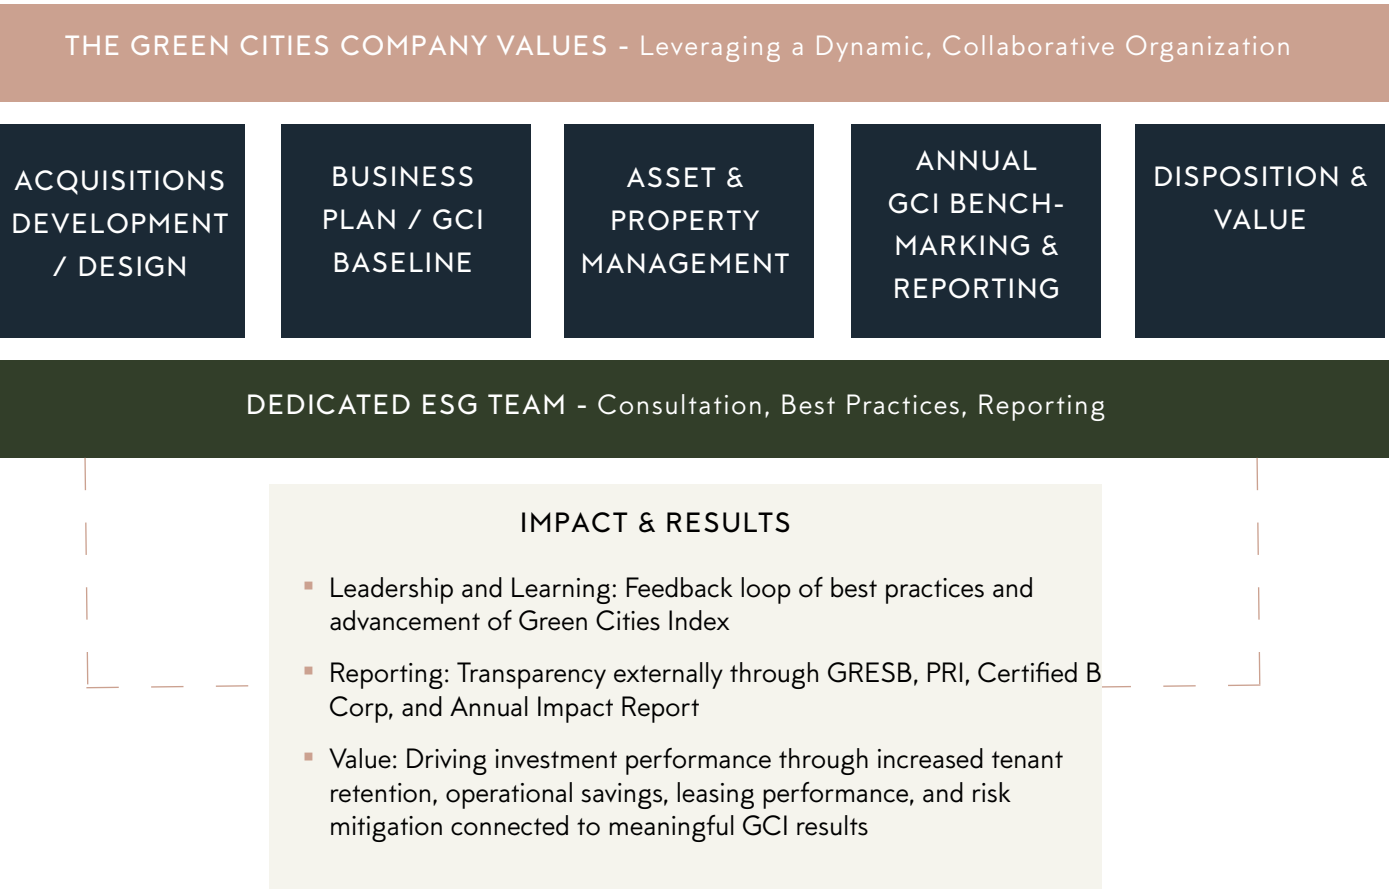 THE GREEN CITIES COMPANY VALUES - Leveraging a Dynamic, Collaborative Organization
ACQUISITIONS
DEVELOPMENT
/ DESIGN
BUSINESS
PLAN / GCI
BASELINE
ASSET &
PROPERTY
MANAGEMENT
ANNUAL
GCI BENCH-
MARKING &
REPORTING
DISPOSITION &
VALUE
DEDICATED ESG TEAM - Consultation, Best Practices, Reporting
IMPACT & RESULTS
Leadership and Learning: Feedback loop of best practices and
advancement of Green Cities Index
Reporting: Transparency externally through GRESB, PRI, Certified B
Corp, and Annual Impact Report
Value: Driving investment performance through increased tenant
retention, operational savings, leasing performance, and risk
mitigation connected to meaningful GCI results